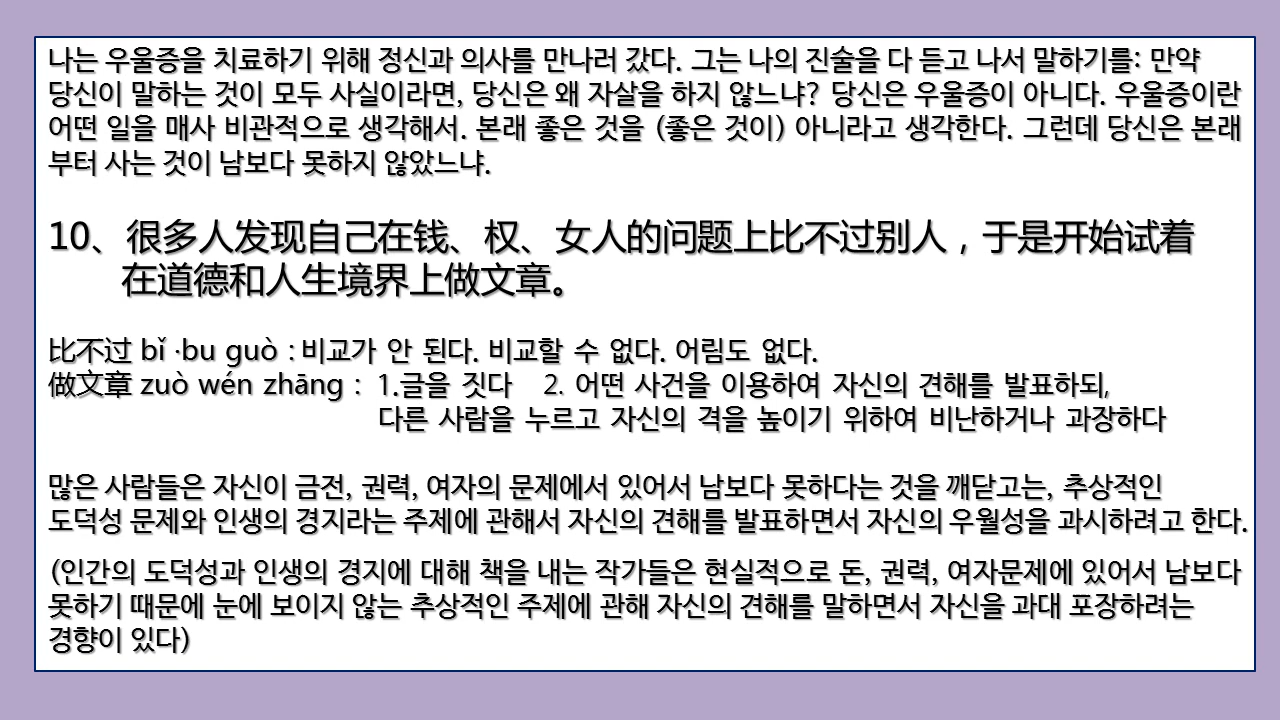 나는 우울증을 치료하기 위해 정신과 의사를 만나러 갔다. 그는 나의 진술을 다 듣고 나서 말하기를: 만약
당신이 말하는 것이 모두 사실이라면, 당신은 왜 자살을 하지 않느냐? 당신은 우울증이 아니다. 우울증이란
어떤 일을 매사 비관적으로 생각해서. 본래 좋은 것을 (좋은 것이) 아니라고 생각한다. 그런데 당신은 본래
부터 사는 것이 남보다 못하지 않았느냐.
10、很多人发现自己在钱、权、女人的问题上比不过别人，于是开始试着
在道德和人生境界上做文章。
比不过 bǐ ·bu guò : 비교가 안 된다. 비교할 수 없다. 어림도 없다.
做文章 zuò wén zhāng : 1.글을 짓다 2. 어떤 사건을 이용하여 자신의 견해를 발표하되,
다른 사람을 누르고 자신의 격을 높이기 위하여 비난하거나 과장하다
많은 사람들은 자신이 금전, 권력, 여자의 문제에서 있어서 남보다 못하다는 것을 깨닫고는, 추상적인
도덕성 문제와 인생의 경지라는 주제에 관해서 자신의 견해를 발표하면서 자신의 우월성을 과시하려고 한다.
(인간의 도덕성과 인생의 경지에 대해 책을 내는 작가들은 현실적으로 돈, 권력, 여자문제에 있어서 남보다
못하기 때문에 눈에 보이지 않는 추상적인 주제에 관해 자신의 견해를 말하면서 자신을 과대 포장하려는
경향이 있다)